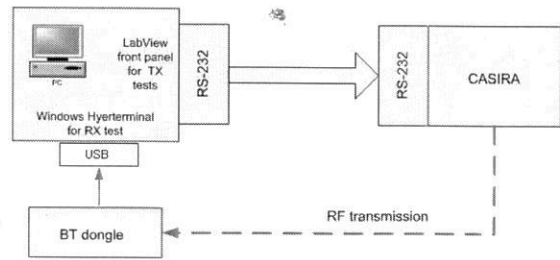 LabView
front panel
for TX
tests
PC
Windows Hyerterminal
for RX test
RS-232
USB
BT dongle
RS-232
CASIRA
RF transmission